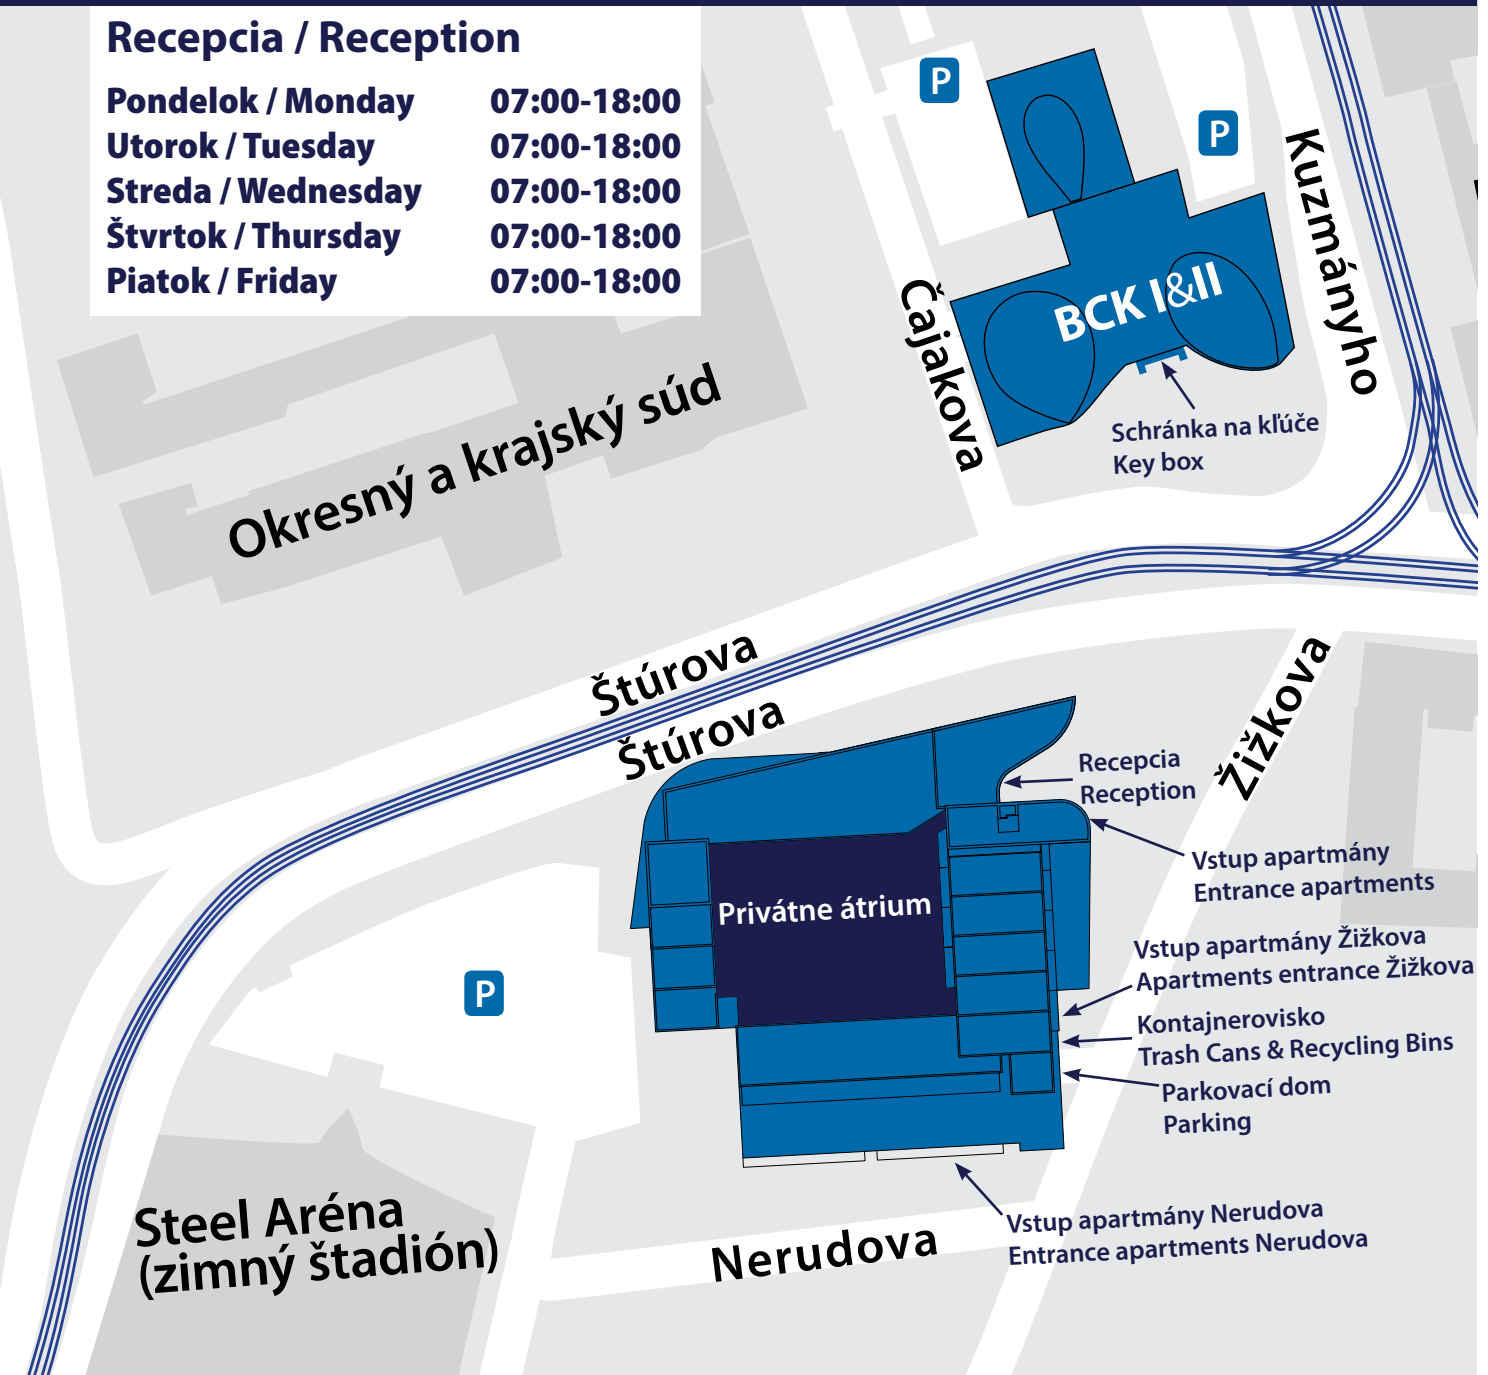 Recepcia / Reception
Pondelok / Monday 07:00-18:00
Utorok / Tuesday 07:00-18:00
Streda / Wednesday 07:00-18:00
Štvrtok / Thursday 07:00-18:00
Piatok / Friday 07:00-18:00
P
P
Kuzmányho
Čajakova
BCK I&II
Schránka na kľúče
Key box
Okresný a krajský súd
Štúrova
Štúrova
Žižkova
Recepcia
Reception
Vstup apartmány
Entrance apartments
Privátne átrium
Vstup apartmány Žižkova
Apartments entrance Žižkova
P
Kontajnerovisko
Trash Cans & Recycling Bins
Parkovací dom
Parking
Steel Aréna
(zimný štadión)
Nerudova
Vstup apartmány Nerudova
Entrance apartments Nerudova